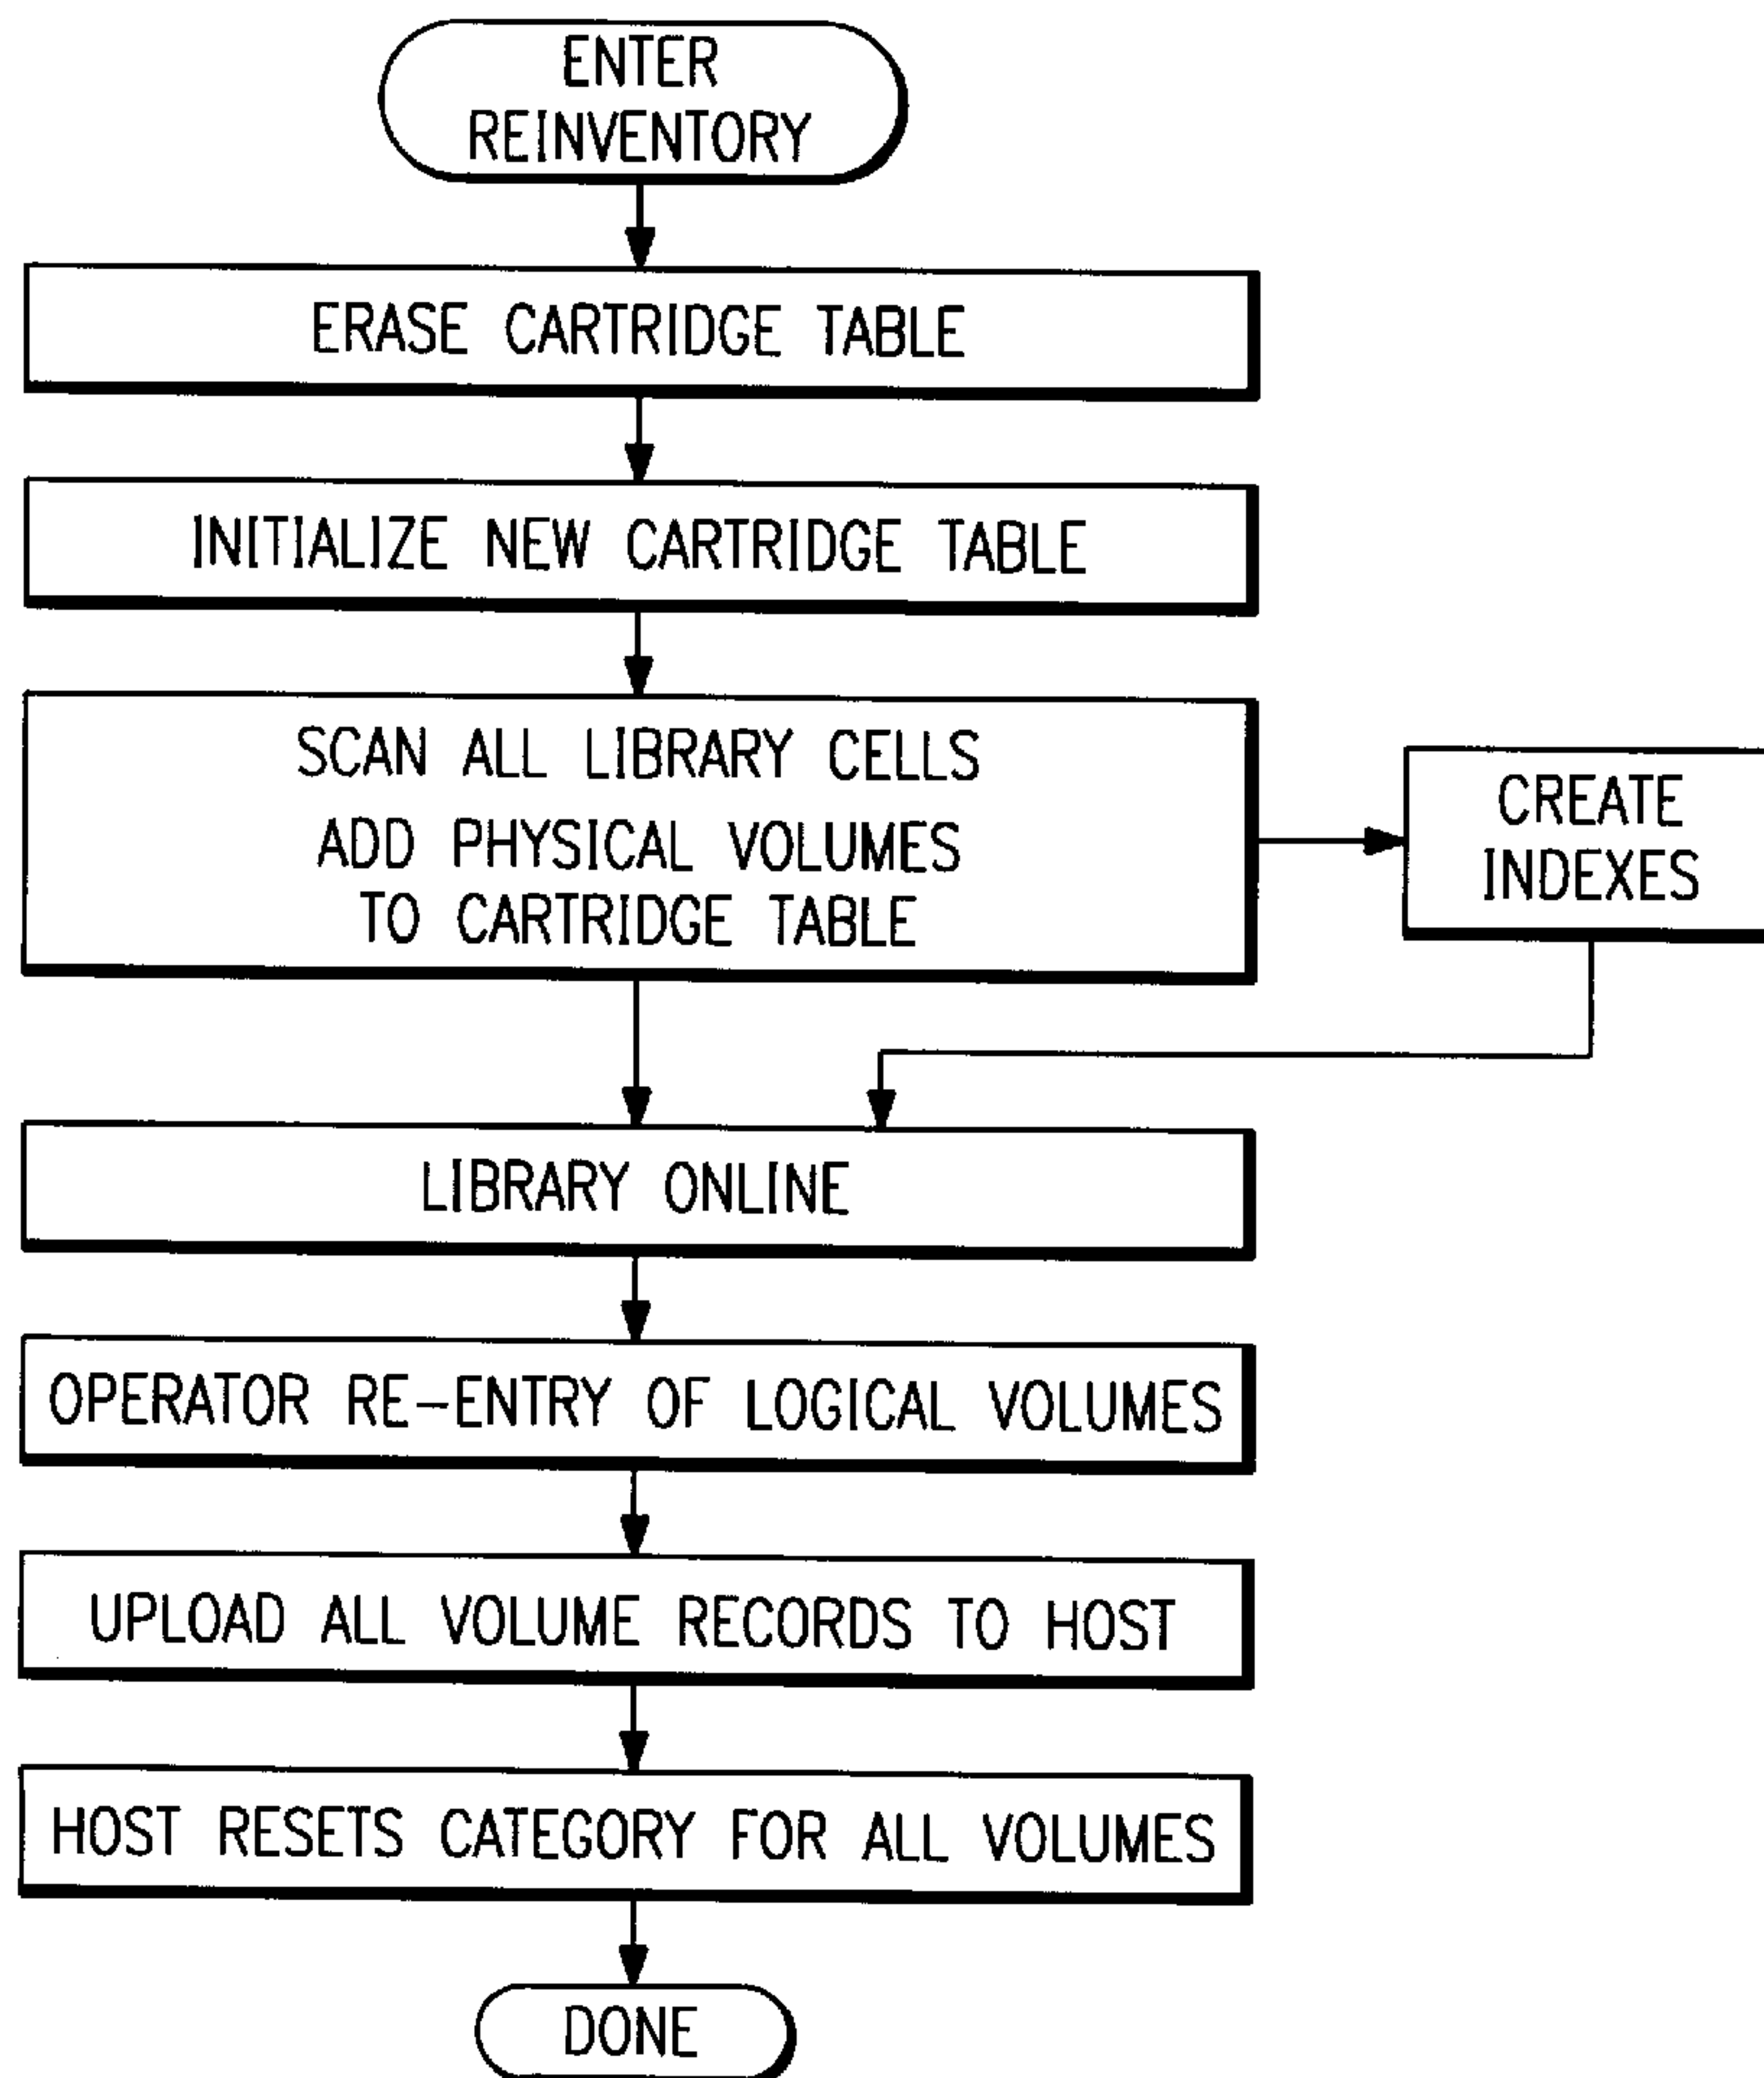 ENTER
REINVENTORY
ERASE CARTRIDGE TABLE
INITIALIZE NEW CARTRIDGE TABLE
SCAN ALL LIBRARY CELLS
ADD PHYSICAL VOLUMES
TO CARTRIDGE TABLE
CREATE
INDEXES
LIBRARY ONLINE
OPERATOR RE-ENTRY OF LOGICAL VOLUMES
UPLOAD ALL VOLUME RECORDS TO HOST
HOST RESETS CATEGORY FOR ALL VOLUMES
DONE